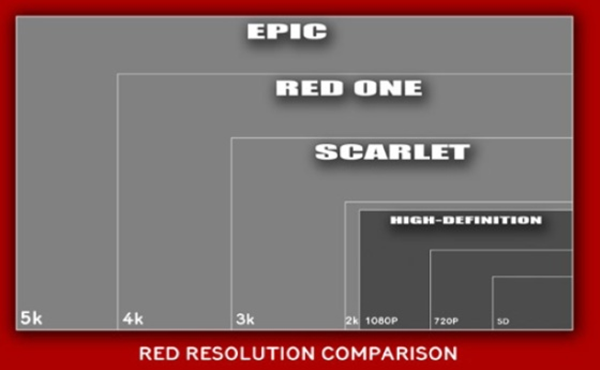 EPIC
RED ONE
SCARLET
HIGH-DEFINITION
5k 4k 3k 2k 1080P 720P SD
RED RESOLUTION COMPARISON